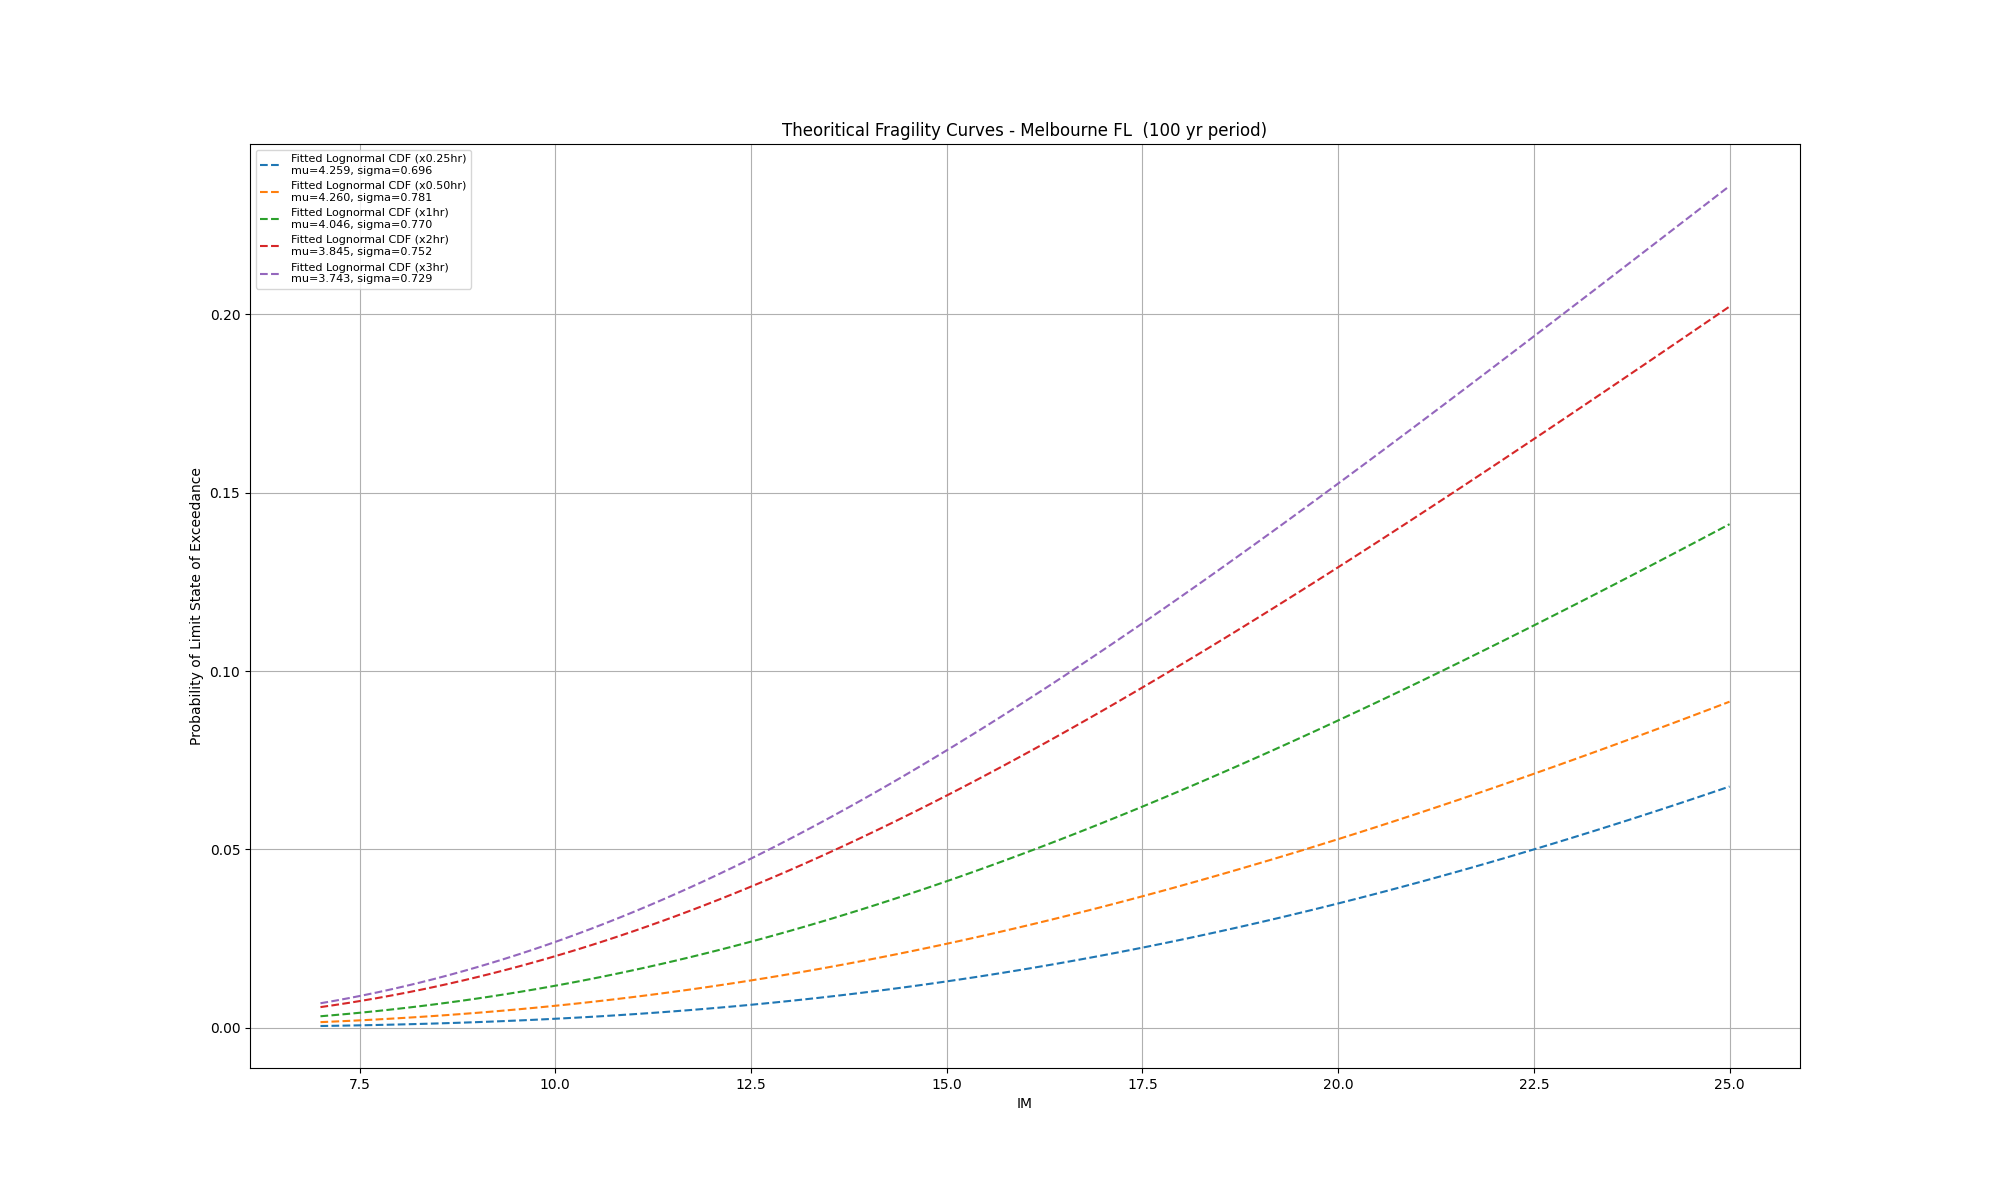 Theoritical Fragility Curves - Melbourne FL  (100 yr period)
Fitted Lognormal CDF (x0.25hr)
mu=4.259, sigma=0.696
Fitted Lognormal CDF (x0.50hr)
mu=4.260, sigma=0.781
Fitted Lognormal CDF (x1hr)
mu=4.046, sigma=0.770
Fitted Lognormal CDF (x2hr)
mu=3.845, sigma=0.752
Fitted Lognormal CDF (x3hr)
mu=3.743, sigma=0.729
Probability of Limit State of Exceedance
0.20
0.15
0.10
0.05
0.00
7.5
10.0
12.5
15.0
17.5
20.0
22.5
25.0
IM